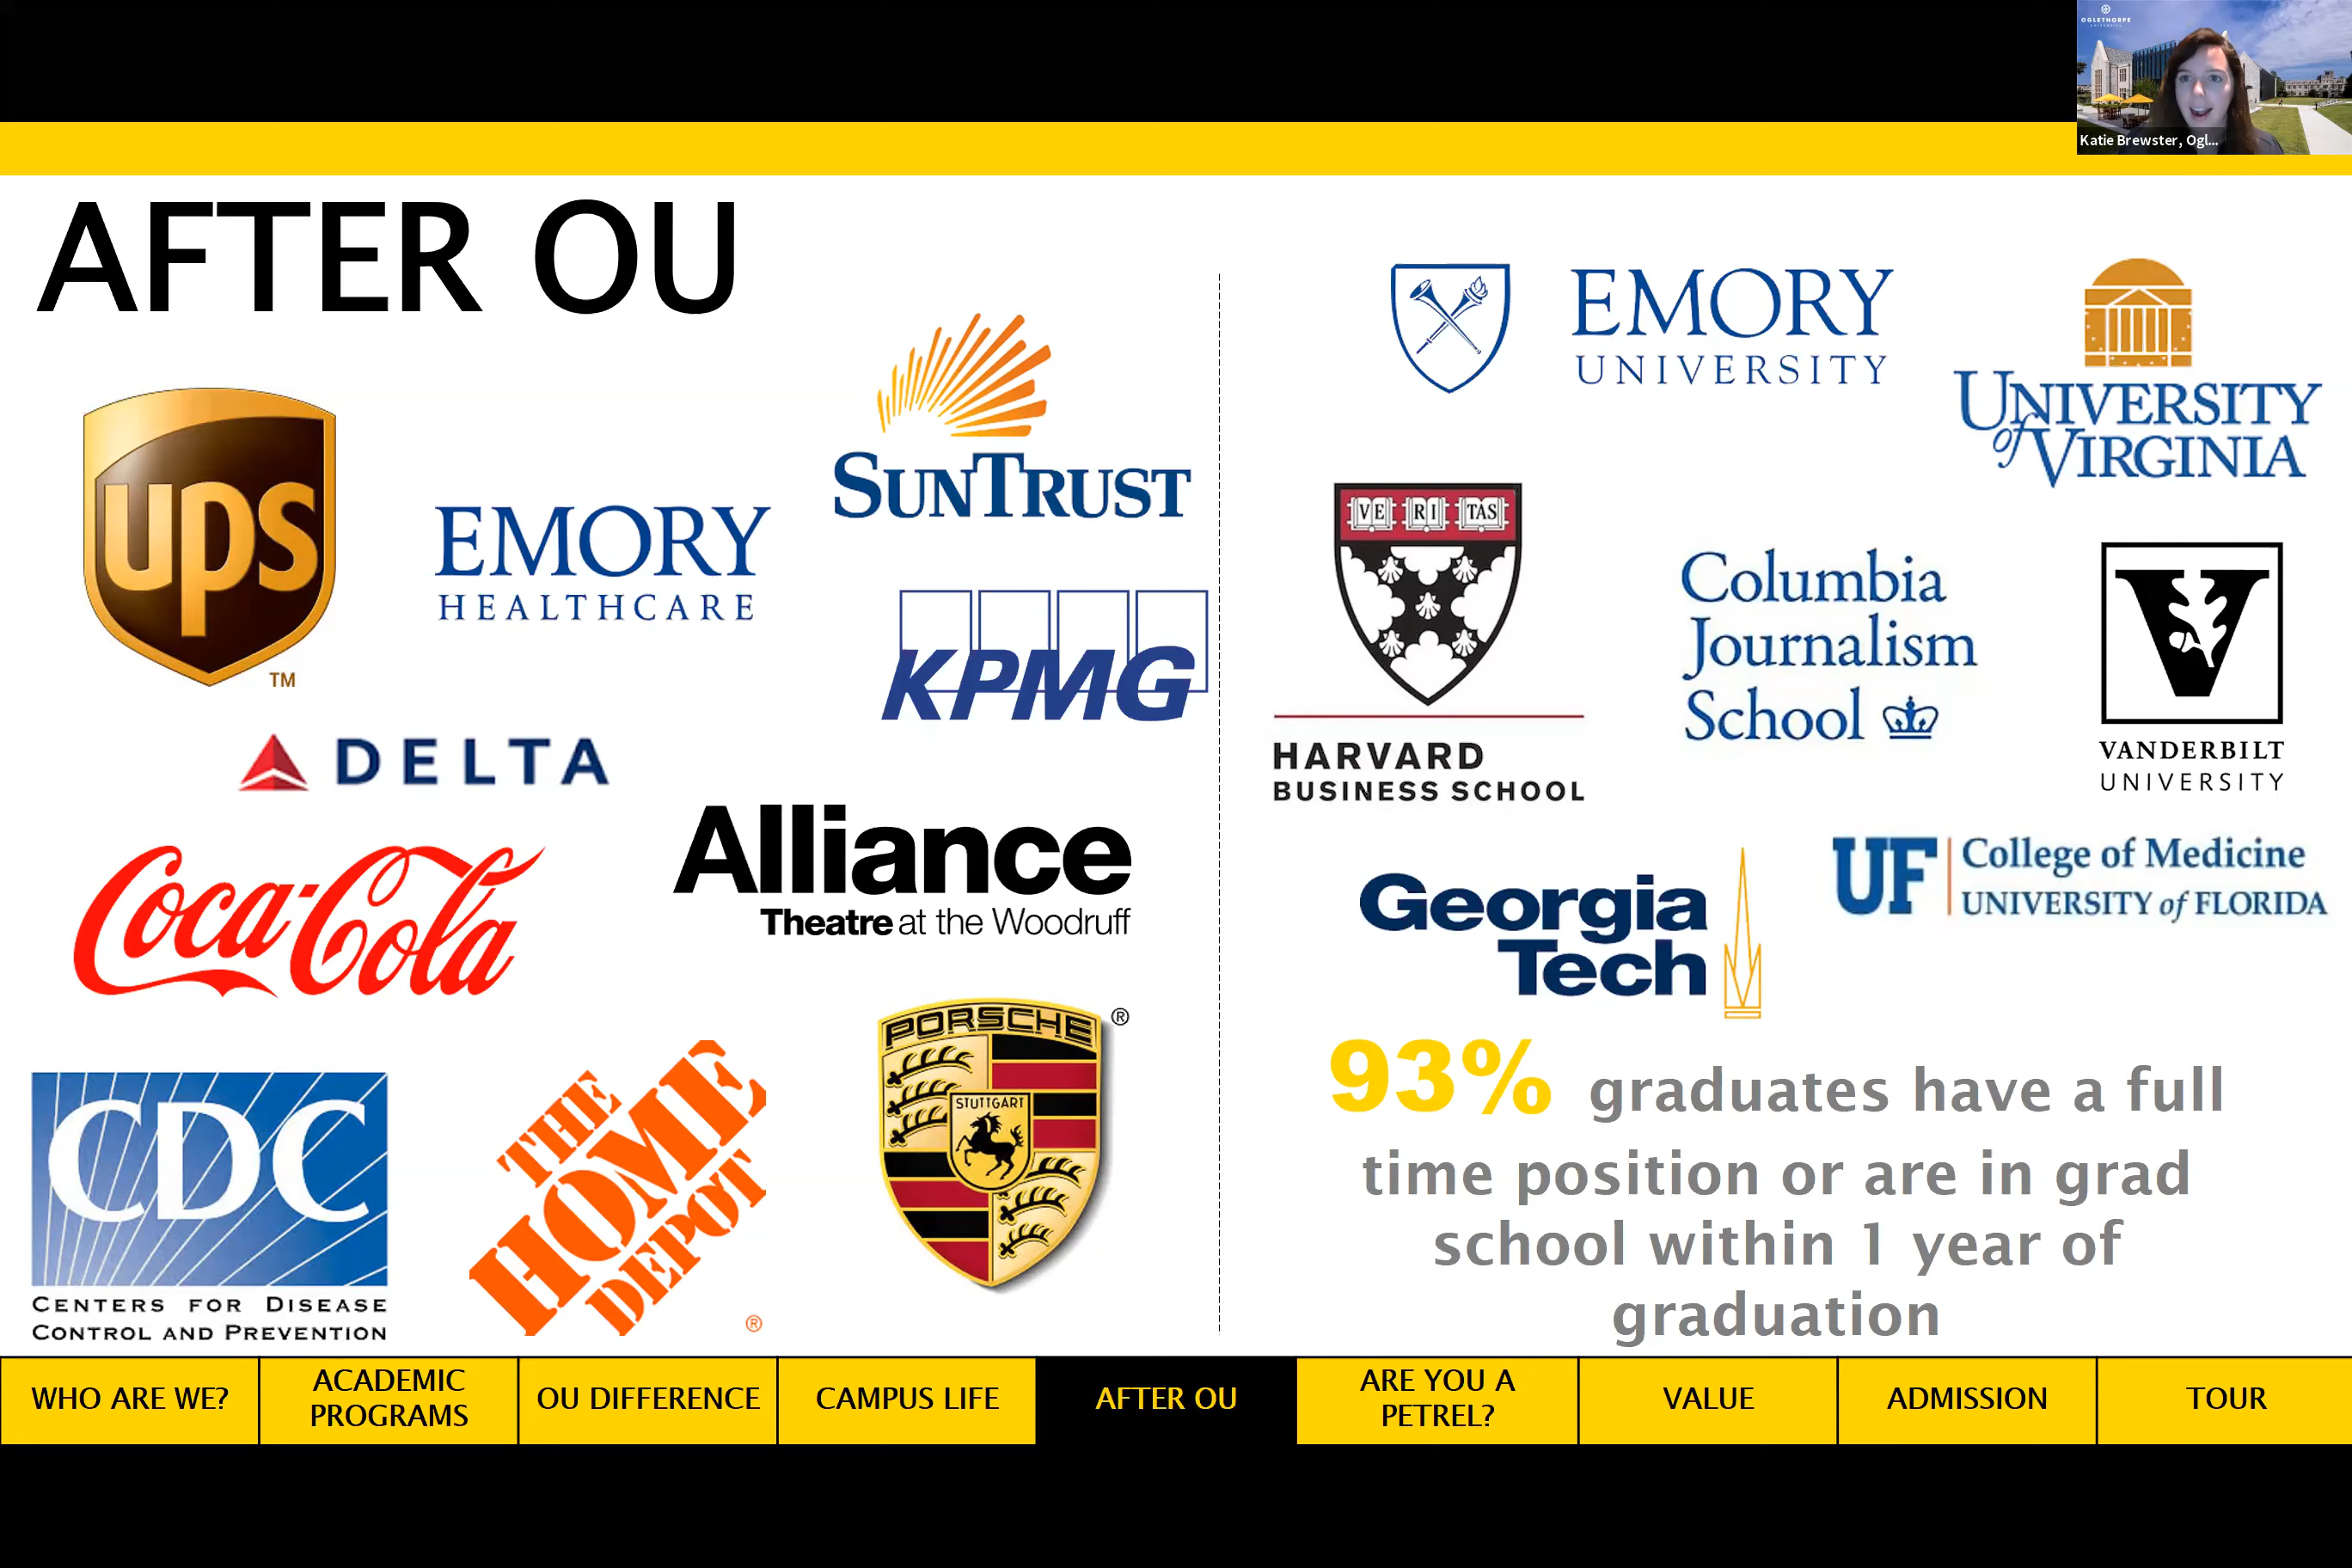 OGLETHORPE
UNIVERSITY
Katie Brewster, Ogl...
AFTER OU
ups
TM
EMORY
HEALTHCARE
SUNTRUST
KPMG
DELTA
Coca-Cola
Alliance
Theatre at the Woodruff
CDC
CENTERS FOR DISEASE
CONTROL AND PREVENTION
THE
HOME
DEPOT
®
PORSCHE
®
STUTTGART
EMORY
UNIVERSITY
UNIVERSITY
of VIRGINIA
VE RI TAS
HARVARD
BUSINESS SCHOOL
Columbia
Journalism
School
V
VANDERBILT
UNIVERSITY
Georgia
Tech
UF College of Medicine
UNIVERSITY of FLORIDA
93% graduates have a full
time position or are in grad
school within 1 year of
graduation
WHO ARE WE?
ACADEMIC
PROGRAMS
OU DIFFERENCE
CAMPUS LIFE
AFTER OU
ARE YOU A
PETREL?
VALUE
ADMISSION
TOUR